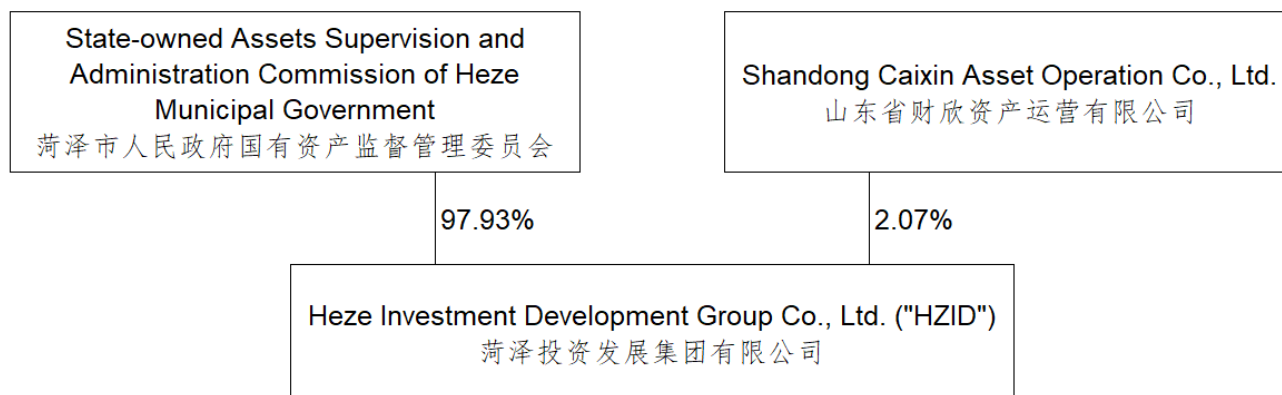 State-owned Assets Supervision and
Administration Commission of Heze
Municipal Government
菏泽市人民政府国有资产监督管理委员会
Shandong Caixin Asset Operation Co., Ltd.
山东省财欣资产运营有限公司
97.93%
2.07%
Heze Investment Development Group Co., Ltd. ("HZID")
菏泽投资发展集团有限公司